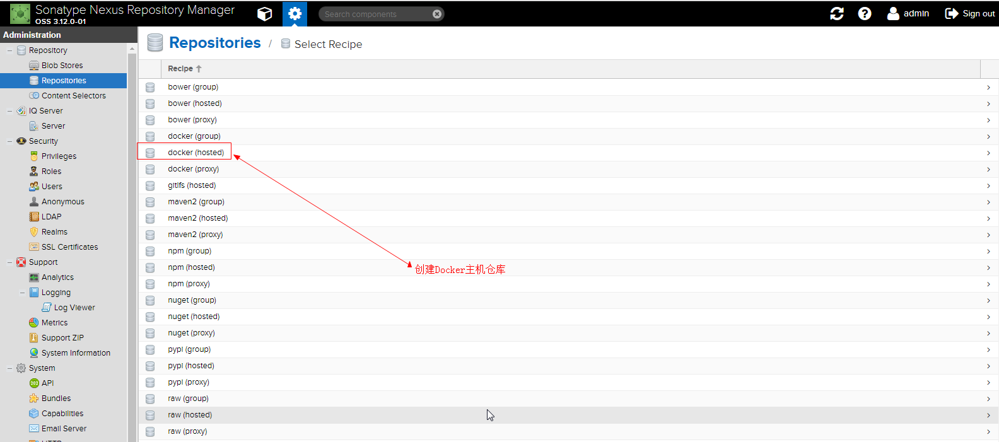 Sonatype Nexus Repository Manager
OSS 3.12.0-01
Search components
admin
Sign out
Administration
Repository
Blob Stores
Repositories
Content Selectors
IQ Server
Server
Security
Privileges
Roles
Users
Anonymous
LDAP
Realms
SSL Certificates
Support
Analytics
Logging
Log Viewer
Metrics
Support ZIP
System Information
System
API
Bundles
Capabilities
Email Server
HTTP
Repositories / Select Recipe
Recipe
bower (group)
bower (hosted)
bower (proxy)
docker (group)
docker (hosted)
docker (proxy)
gitlfs (hosted)
maven2 (group)
maven2 (hosted)
maven2 (proxy)
npm (group)
npm (hosted)
npm (proxy)
nuget (group)
nuget (hosted)
nuget (proxy)
pypi (group)
pypi (hosted)
pypi (proxy)
raw (group)
raw (hosted)
raw (proxy)
创建Docker主机仓库